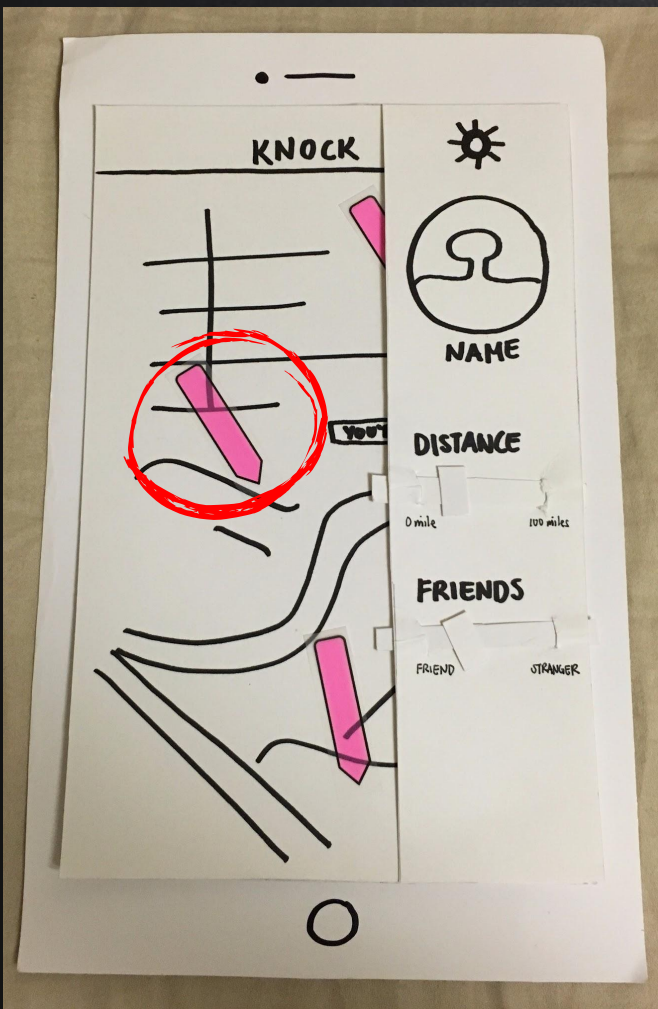 KNOCK
NAME
DISTANCE
0 mile
100 miles
FRIENDS
FRIEND
STRANGER